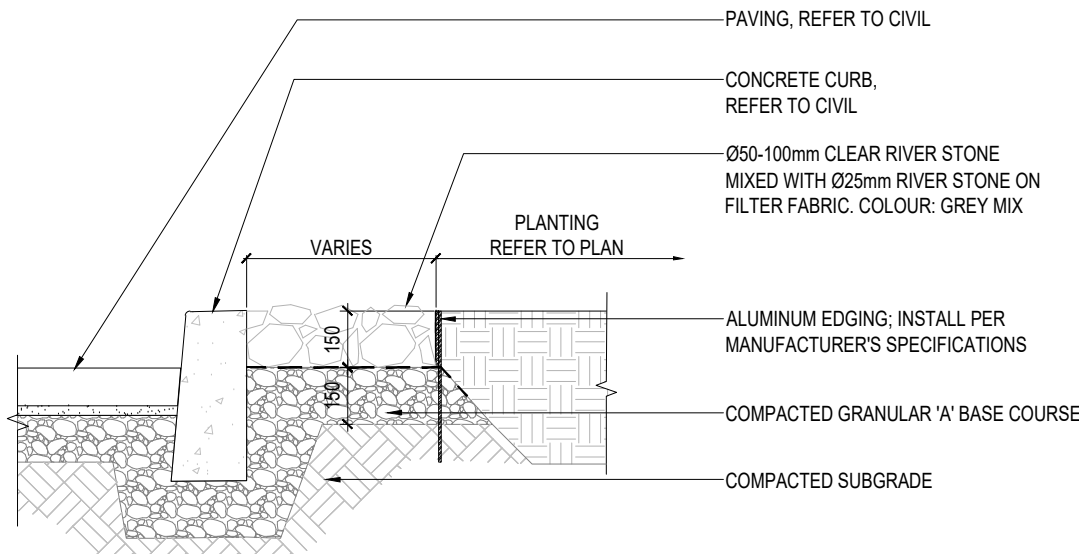 PAVING, REFER TO CIVIL
CONCRETE CURB,
REFER TO CIVIL
Ø50-100mm CLEAR RIVER STONE
MIXED WITH Ø25mm RIVER STONE ON
FILTER FABRIC. COLOUR: GREY MIX
PLANTING
REFER TO PLAN
VARIES
150
150
ALUMINUM EDGING; INSTALL PER
MANUFACTURER'S SPECIFICATIONS
COMPACTED GRANULAR 'A' BASE COURSE
COMPACTED SUBGRADE